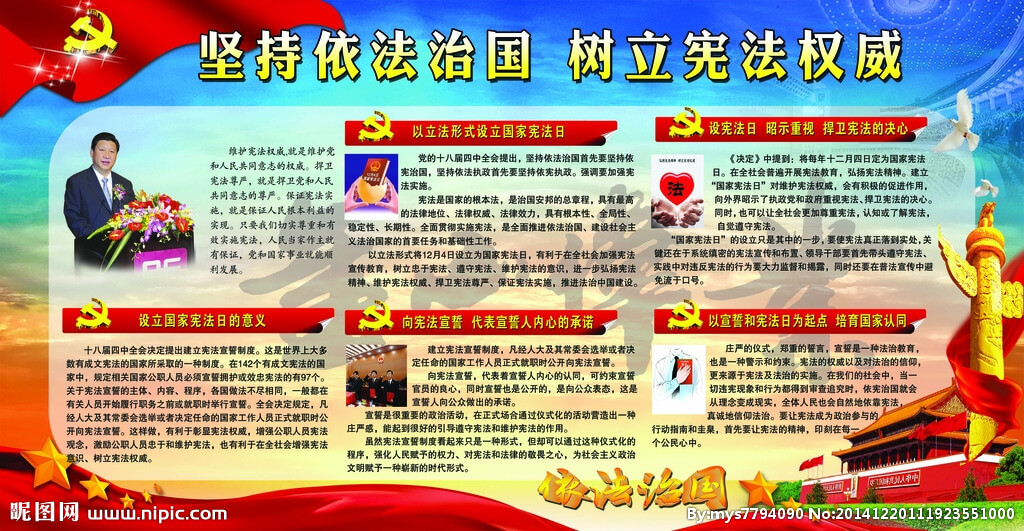 坚持依法治国 树立宪法权威
维护宪法权威,就是维护党
和人民共同意志的权威。捍卫
宪法尊严，就是捍卫党和人民
共同意志的尊严。保证宪法实
施，就是保证人民根本利益的
实现。只要我们切实尊重和有
效实施宪法，人民当家作主就
有保证，党和国家事业就能顺
利发展。
以立法形式设立国家宪法日
党的十八届四中全会提出，坚持依法治国首先要坚持依
宪治国，坚持依法执政首先要坚持依宪执政。强调要加强宪
法实施。
宪法是国家的根本法，是治国安邦的总章程，具有最高
的法律地位、法律权威、法律效力，具有根本性、全局性、
稳定性、长期性。全面贯彻实施宪法，是全面推进依法治国、建设社会主
义法治国家的首要任务和基础性工作。
以立法形式将12月4日设立为国家宪法日，有利于在全社会加强宪法
宣传教育，树立忠于宪法、遵守宪法、维护宪法的意识，进一步弘扬宪法
精神、维护宪法权威、捍卫宪法尊严、保证宪法实施，推进法治中国建设。
设宪法日 昭示重视 捍卫宪法的决心
法
《决定》中提到：将每年十二月四日定为国家宪法
日。在全社会普遍开展宪法教育，弘扬宪法精神。建立
“国家宪法日”对维护宪法权威，会有积极的促进作用，
向外界昭示了执政党和政府重视宪法、捍卫宪法的决心。
同时，也可以让全社会更加尊重宪法，认知或了解宪法，
自觉遵守宪法。
“国家宪法日”的设立只是其中的一步，要使宪法真正落到实处,关
键还在于系统缜密的宪法宣传和布置、领导干部要首先带头遵守宪法、
实践中对违反宪法的行为要大力监督和揭露，同时还要在普法宣传中避
免流于口号。
设立国家宪法日的意义
十八届四中全会决定提出建立宪法宣誓制度。这是世界上大多
数有成文宪法的国家所采取的一种制度。在142个有成文宪法的国
家中，规定相关国家公职人员必须宣誓拥护或效忠宪法的有97个。
关于宪法宣誓的主体、内容、程序，各国做法不尽相同，一般都在
有关人员开始履行职务之前或就职时举行宣誓。全会决定规定，凡
经人大及其常委会选举或者决定任命的国家工作人员正式就职时公
开向宪法宣誓。这样做，有利于彰显宪法权威，增强公职人员宪法
观念，激励公职人员忠于和维护宪法，也有利于在全社会增强宪法
意识、树立宪法权威。
向宪法宣誓 代表宣誓人内心的承诺
建立宪法宣誓制度，凡经人大及其常委会选举或者决
定任命的国家工作人员正式就职时公开向宪法宣誓。
向宪法宣誓，代表着宣誓人内心的认同，可约束宣誓
官员的良心，同时宣誓也是公开的，是向公众表态，这是
宣誓人向公众做出的承诺。
宣誓是很重要的政治活动，在正式场合通过仪式化的活动营造出一种
庄严感，能起到很好的引导遵守宪法和维护宪法的作用。
虽然宪法宣誓制度看起来只是一种形式，但却可以通过这种仪式化的
程序，强化人民赋予的权力、对宪法和法律的敬畏之心，为社会主义政治
文明赋予一种崭新的时代形式。
以宣誓和宪法日为起点 培育国家认同
庄严的仪式，郑重的誓言，宣誓是一种法治教育，
也是一种警示和约束。宪法的权威以及对法治的信仰，
更来源于宪法及法治的实施。在我们的社会中，当一
切违宪现象和行为都得到审查追究时，依宪治国就会
从理念变成现实，全体人民也会自然地依靠宪法，
真诚地信仰法治。要让宪法成为政治参与的
行动指南和圭臬，首先要让宪法的精神，印刻在每一
个公民心中。
依法治国
昵图网 www.nipic.com
By:mys7794090 No:20141220111923551000